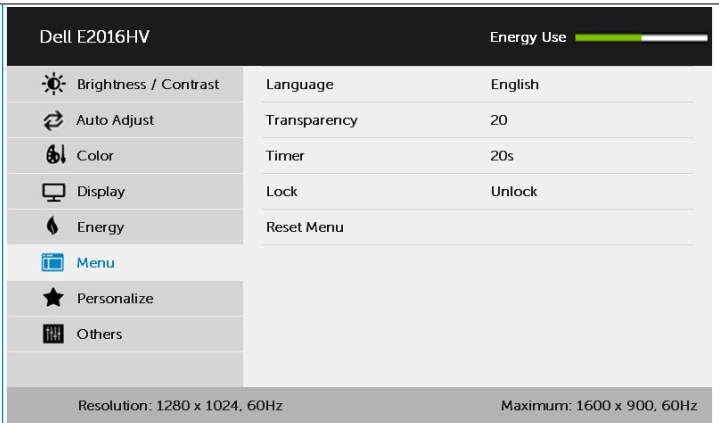 Dell E2016HV
Energy Use
Brightness / Contrast
Language English
Auto Adjust
Transparency 20
Color
Timer 20s
Display
Lock Unlock
Energy
Reset Menu
Menu
Personalize
Others
Resolution: 1280 x 1024, 60Hz
Maximum: 1600 x 900, 60Hz